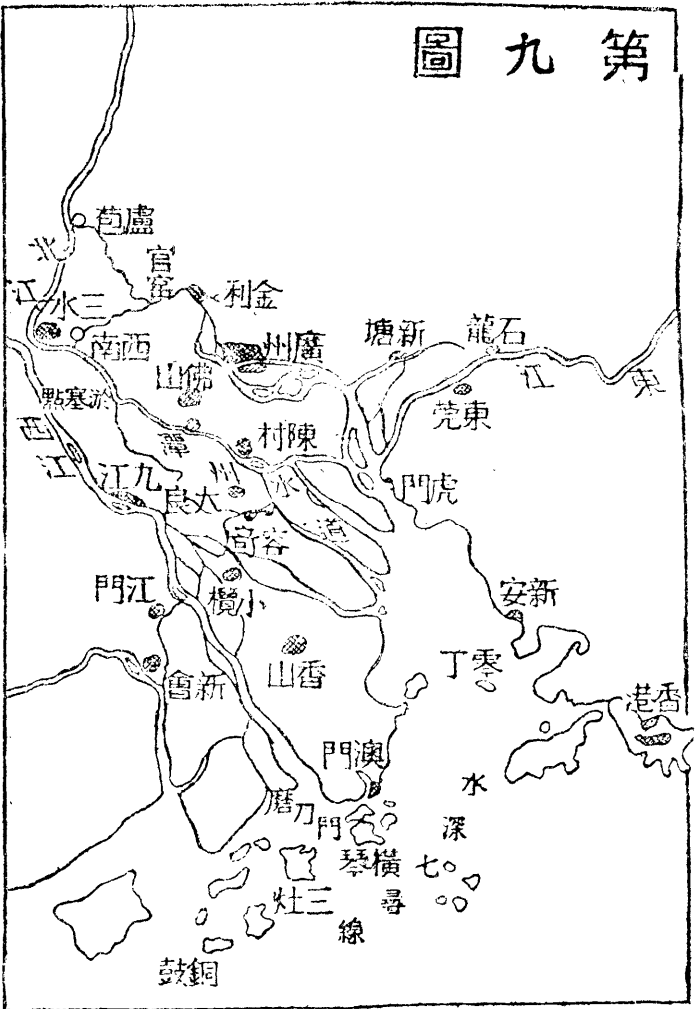 第九圖
盧苞
北江
官窑
金利
三水
西南
廣州
新塘
石龍
東江
佛山
東莞
淤塞點
西江
潭州水道
陳村
九江
大良
虎門
容奇
江門
小欖
新安
新會
香山
零丁
香港
澳門
磨刀門
橫琴
三灶
銅鼓
水深七尋線